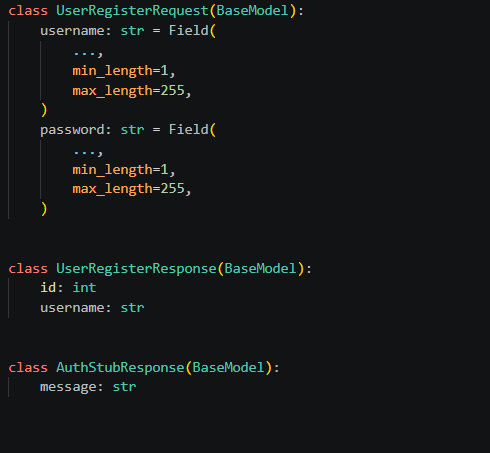 class UserRegisterRequest(BaseModel):
    username: str = Field(
        ...,
        min_length=1,
        max_length=255,
    )
    password: str = Field(
        ...,
        min_length=1,
        max_length=255,
    )
class UserRegisterResponse(BaseModel):
    id: int
    username: str
class AuthStubResponse(BaseModel):
    message: str